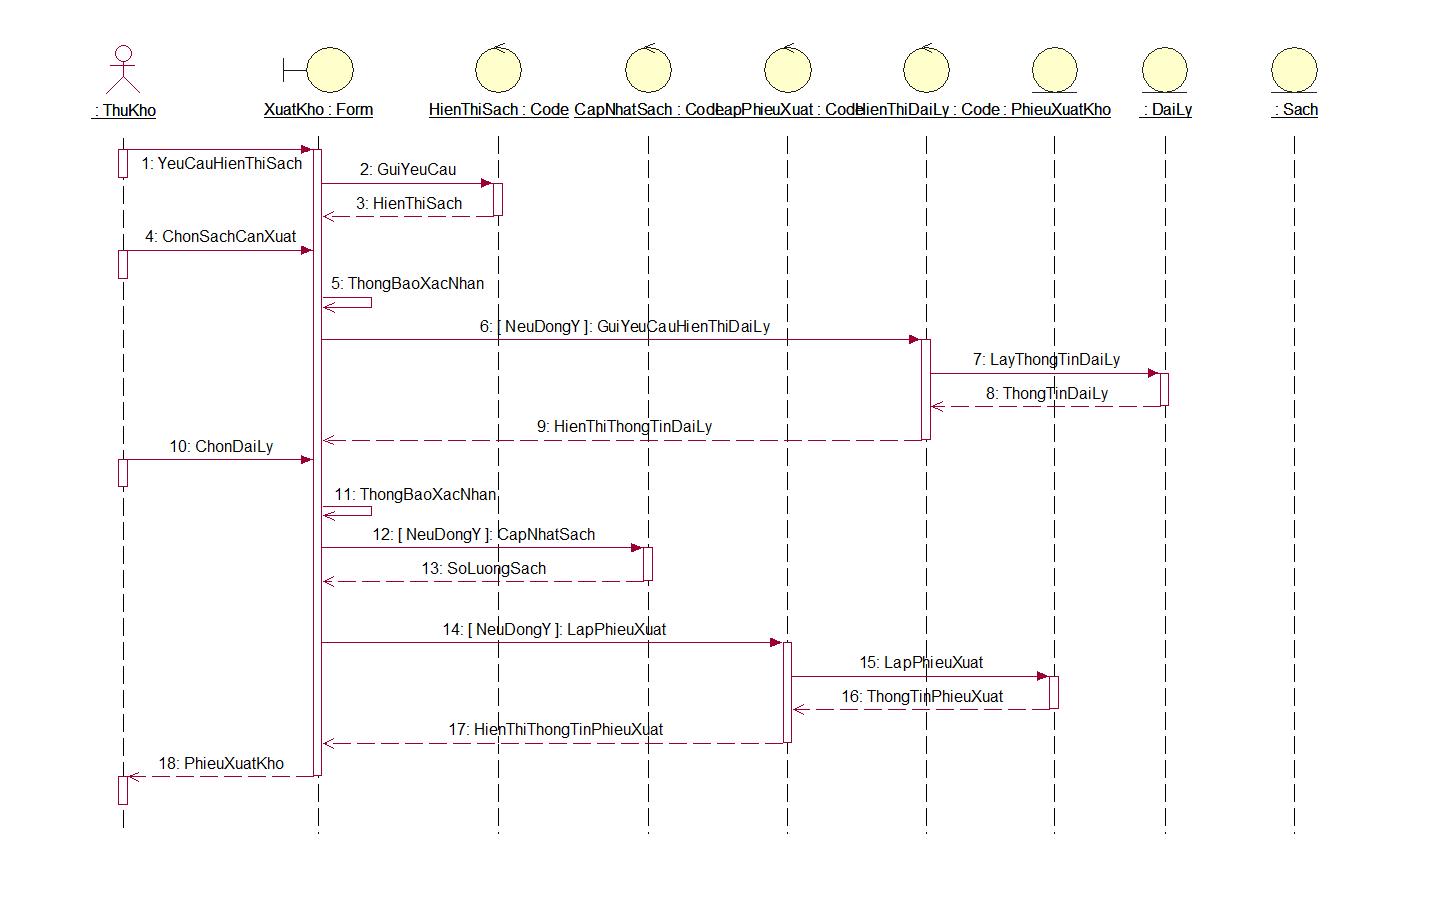 : ThuKho
XuatKho : Form
HienThiSach : Code
CapNhatSach : Code
LapPhieuXuat : Code
HienThiDaiLy : Code
: PhieuXuatKho
: DaiLy
: Sach
1: YeuCauHienThiSach
2: GuiYeuCau
3: HienThiSach
4: ChonSachCanXuat
5: ThongBaoXacNhan
6: [ NeuDongY ]: GuiYeuCauHienThiDaiLy
7: LayThongTinDaiLy
8: ThongTinDaiLy
9: HienThiThongTinDaiLy
10: ChonDaiLy
11: ThongBaoXacNhan
12: [ NeuDongY ]: CapNhatSach
13: SoLuongSach
14: [ NeuDongY ]: LapPhieuXuat
15: LapPhieuXuat
16: ThongTinPhieuXuat
17: HienThiThongTinPhieuXuat
18: PhieuXuatKho